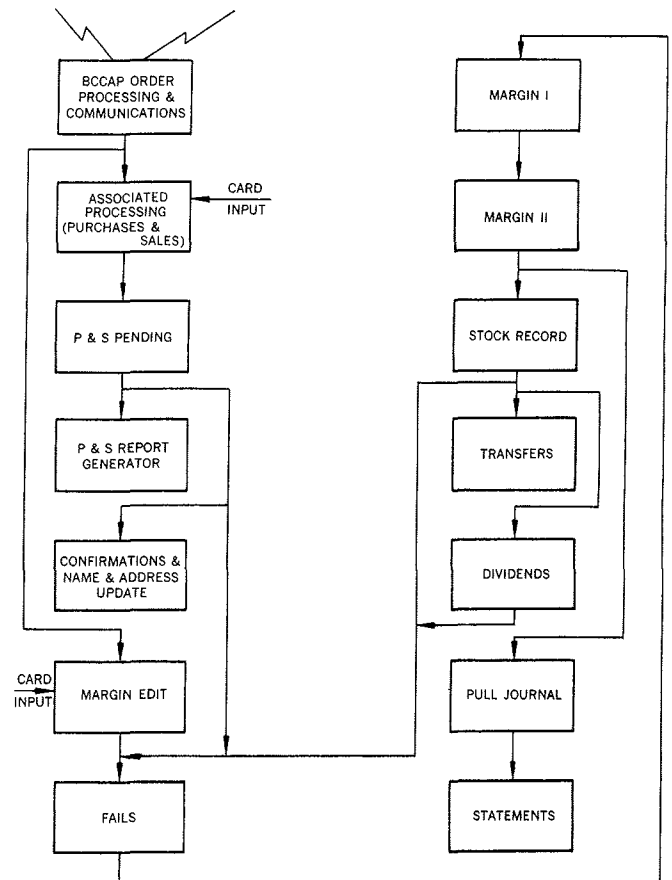 BCCAP ORDER
PROCESSING &
COMMUNICATIONS
ASSOCIATED
PROCESSING
(PURCHASES &
SALES)
CARD
INPUT
P & S PENDING
P & S REPORT
GENERATOR
CONFIRMATIONS &
NAME & ADDRESS
UPDATE
CARD
INPUT
MARGIN EDIT
FAILS
MARGIN I
MARGIN II
STOCK RECORD
TRANSFERS
DIVIDENDS
PULL JOURNAL
STATEMENTS